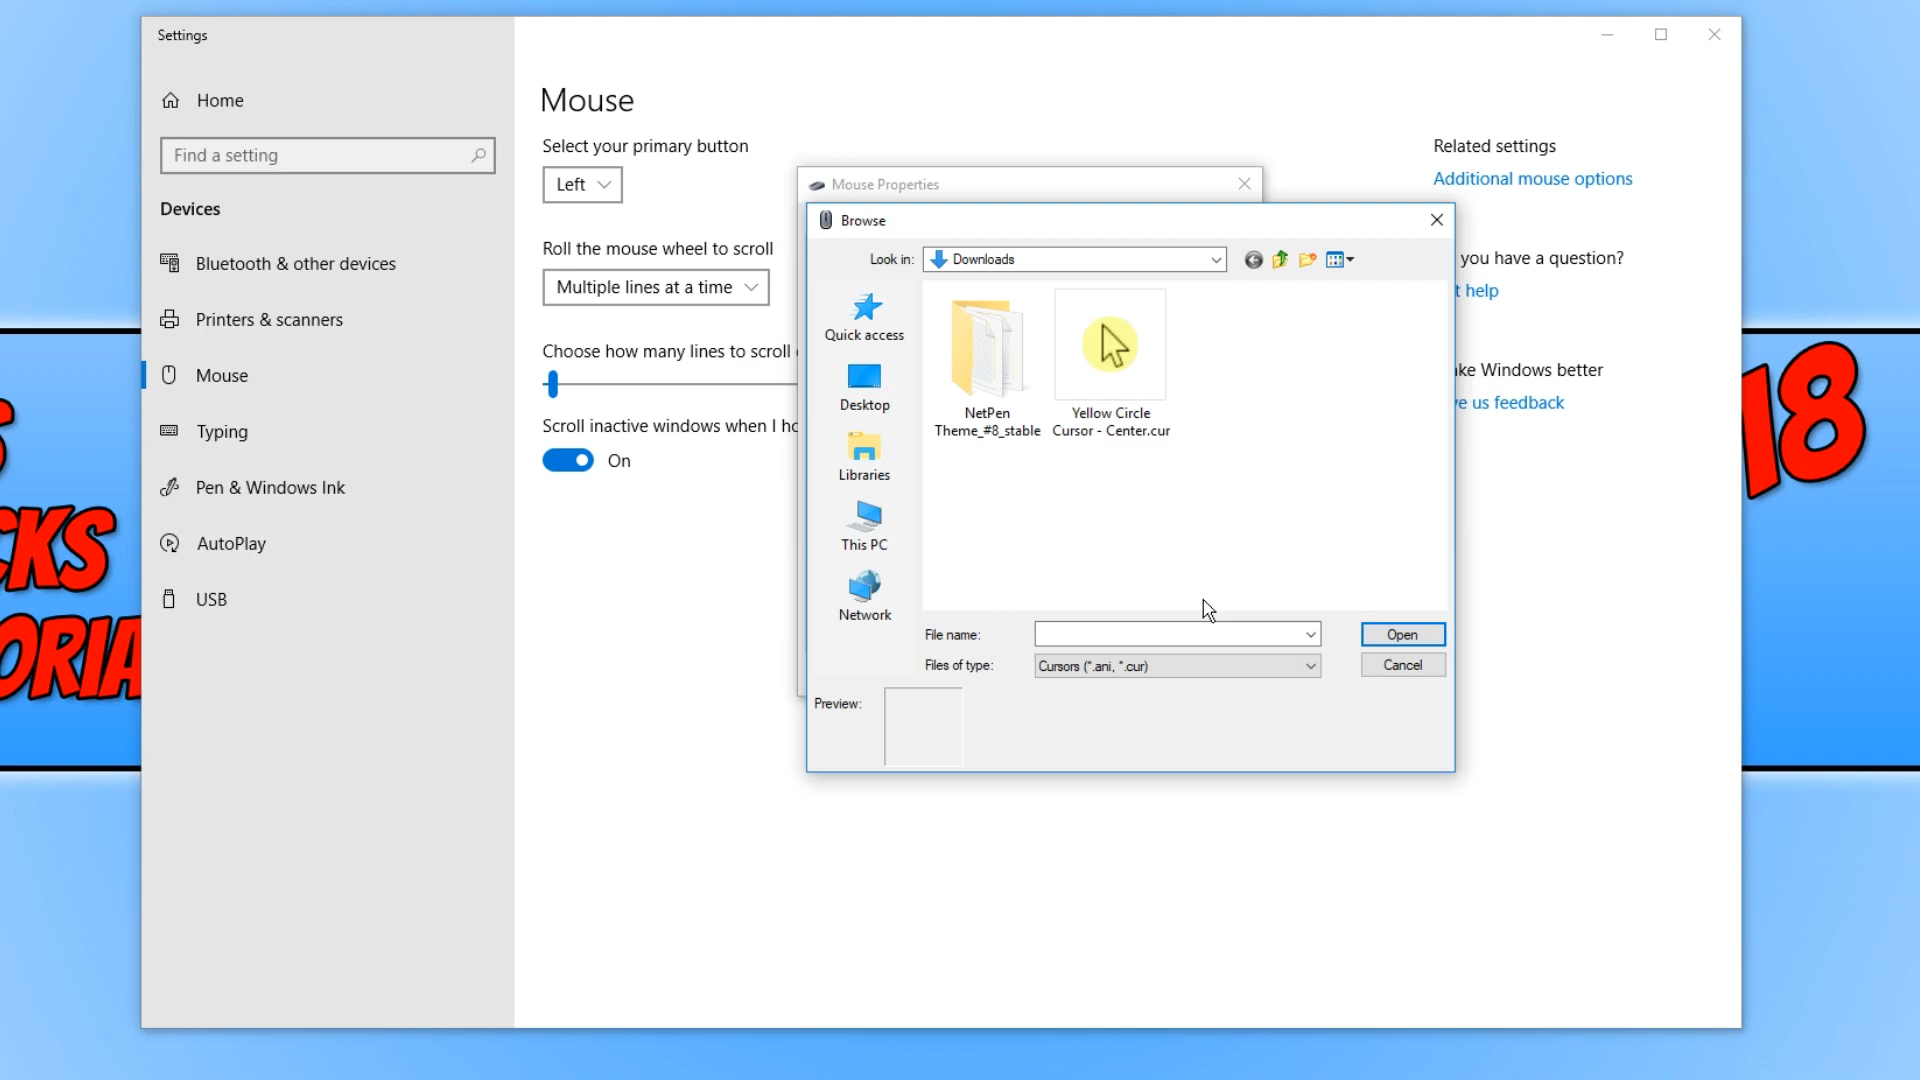 Settings
Home
Find a setting
Devices
Bluetooth & other devices
Printers & scanners
Mouse
Typing
Pen & Windows Ink
AutoPlay
USB
Mouse
Select your primary button
Left
Roll the mouse wheel to scroll
Multiple lines at a time
Choose how many lines to scroll
Scroll inactive windows when I ho
On
Related settings
Additional mouse options
you have a question?
t help
ke Windows better
e us feedback
Mouse Properties
Browse
Look in:
Downloads
Quick access
Desktop
Libraries
This PC
Network
NetPen
Theme_#8_stable
Yellow Circle
Cursor - Center.cur
File name:
Open
Files of type:
Cursors (*.ani, *.cur)
Cancel
Preview:
S
CKS
ORIA
18